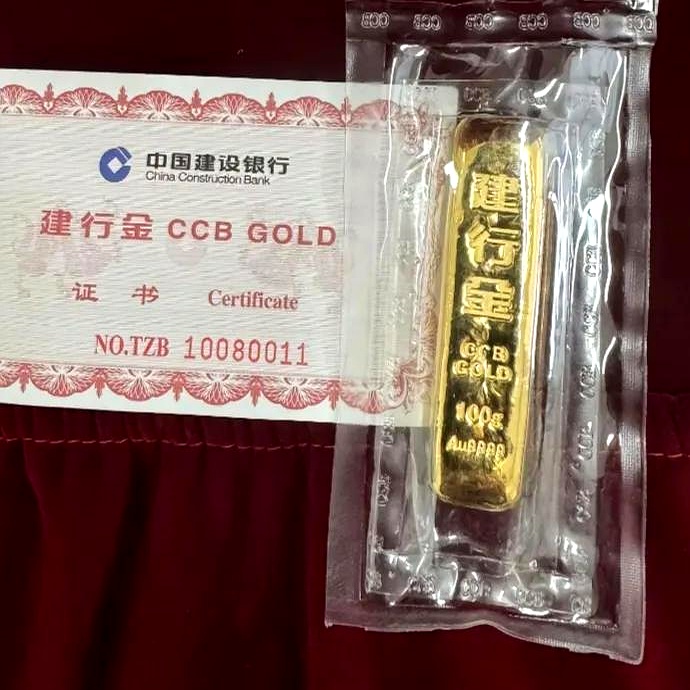 中国建设银行
China Construction Bank
建行金 CCB GOLD
证 书 Certificate
NO.TZB 10080011
建
行
金
CCB
GOLD
100g
Au9999